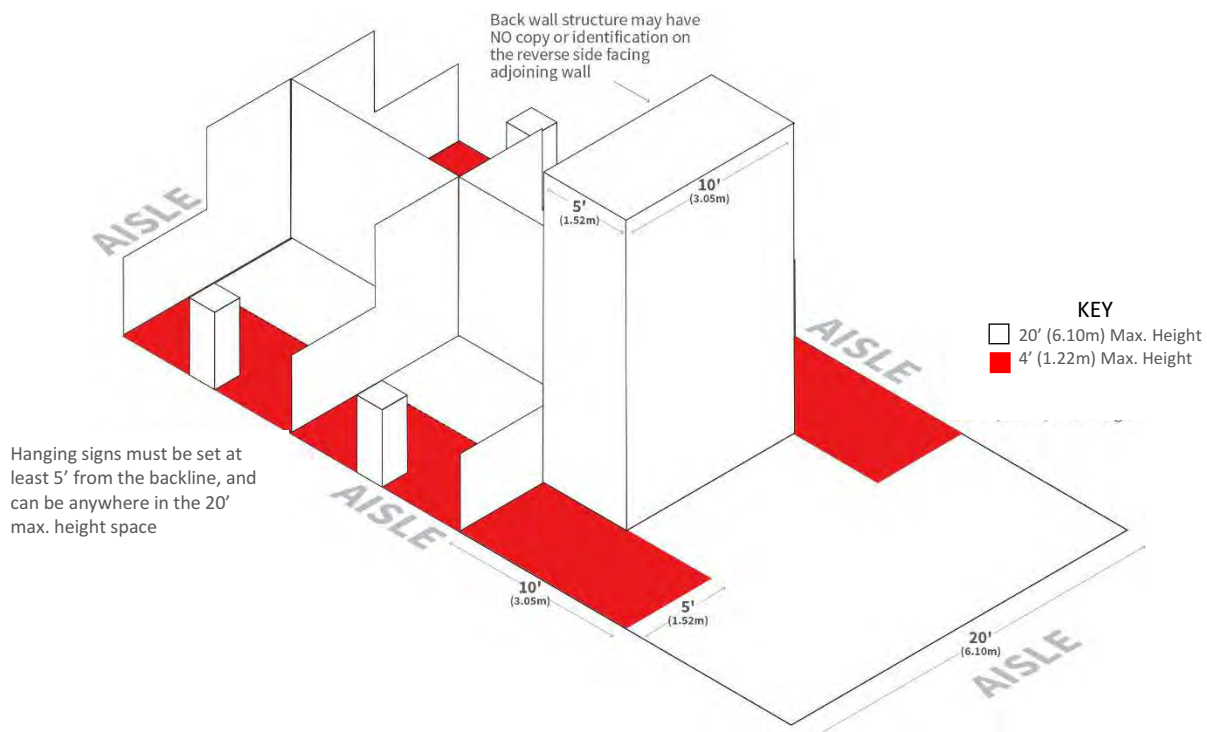 Back wall structure may have
NO copy or identification on
the reverse side facing
adjoining wall
AISLE
10'
(3.05m)
5'
(1.52m)
AISLE
KEY
20' (6.10m) Max. Height
4' (1.22m) Max. Height
Hanging signs must be set at
least 5' from the backline, and
can be anywhere in the 20'
max. height space
AISLE
10'
(3.05m)
5'
(1.52m)
20'
(6.10m)
AISLE